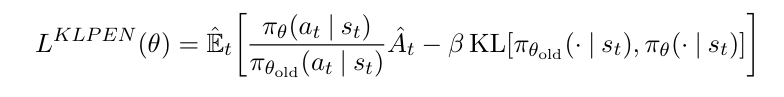 $L^{KLPEN}(\theta) = \hat{\mathbb{E}}_t \left[ \frac{\pi_\theta(a_t \mid s_t)}{\pi_{\theta_{\text{old}}}(a_t \mid s_t)} \hat{A}_t - \beta \, \text{KL}[\pi_{\theta_{\text{old}}}(\cdot \mid s_t), \pi_\theta(\cdot \mid s_t)] \right]$